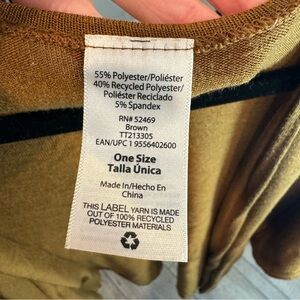 55% Polyester/Poliéster
40% Recycled Polyester/
Poliéster Reciclado
5% Spandex
RN# 52469
Brown
TT213305
EAN/UPC 1 9556402600
One Size
Talla Única
Made In/Hecho En
China
THIS LABEL YARN IS MADE
OUT OF 100% RECYCLED
POLYESTER MATERIALS